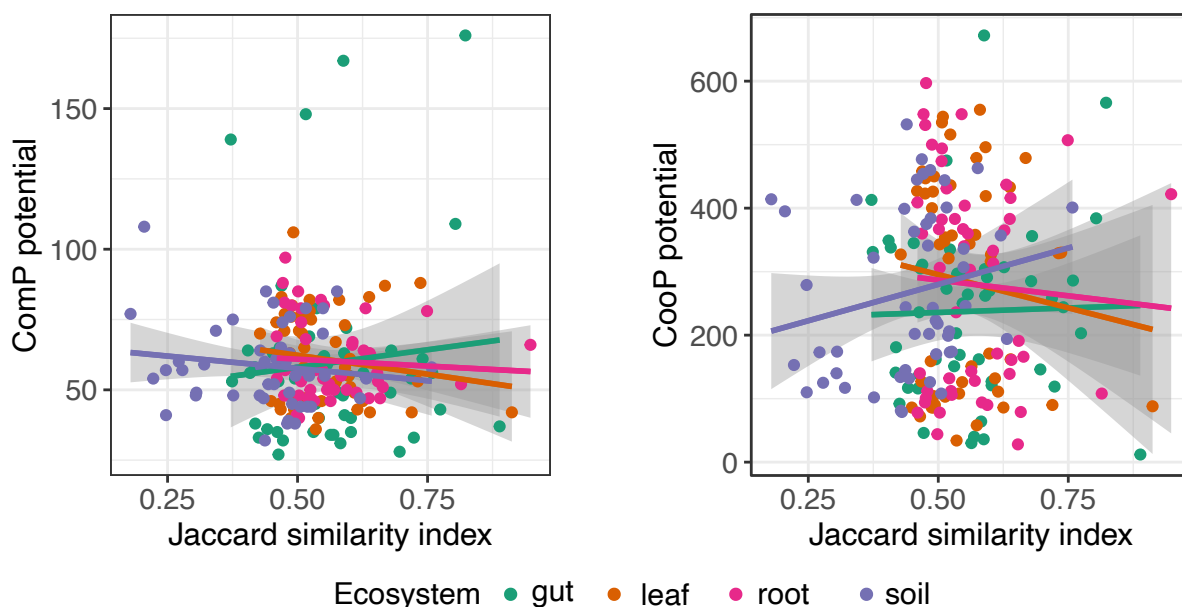 ComP potential
150
100
50
0.25 0.50 0.75
Jaccard similarity index
CooP potential
600
400
200
0
0.25 0.50 0.75
Jaccard similarity index
Ecosystem gut leaf root soil